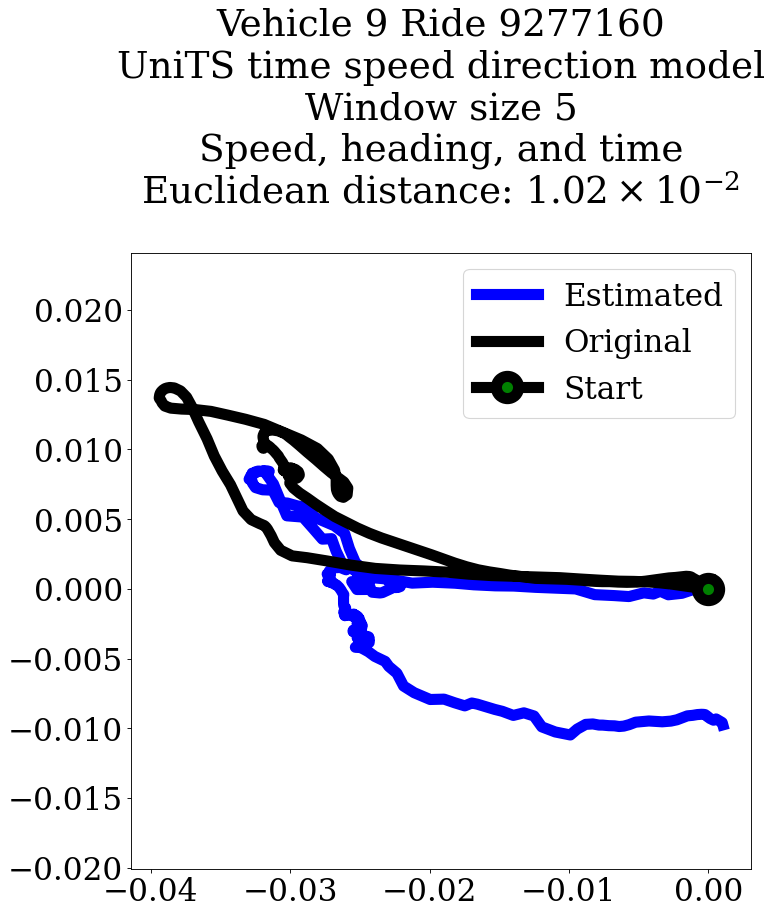 Vehicle 9 Ride 9277160
UniTS time speed direction model
Window size 5
Speed, heading, and time
Euclidean distance: 1.02 × 10⁻²
Estimated
Original
Start
0.020
0.015
0.010
0.005
0.000
−0.005
−0.010
−0.015
−0.020
−0.04 −0.03 −0.02 −0.01 0.00